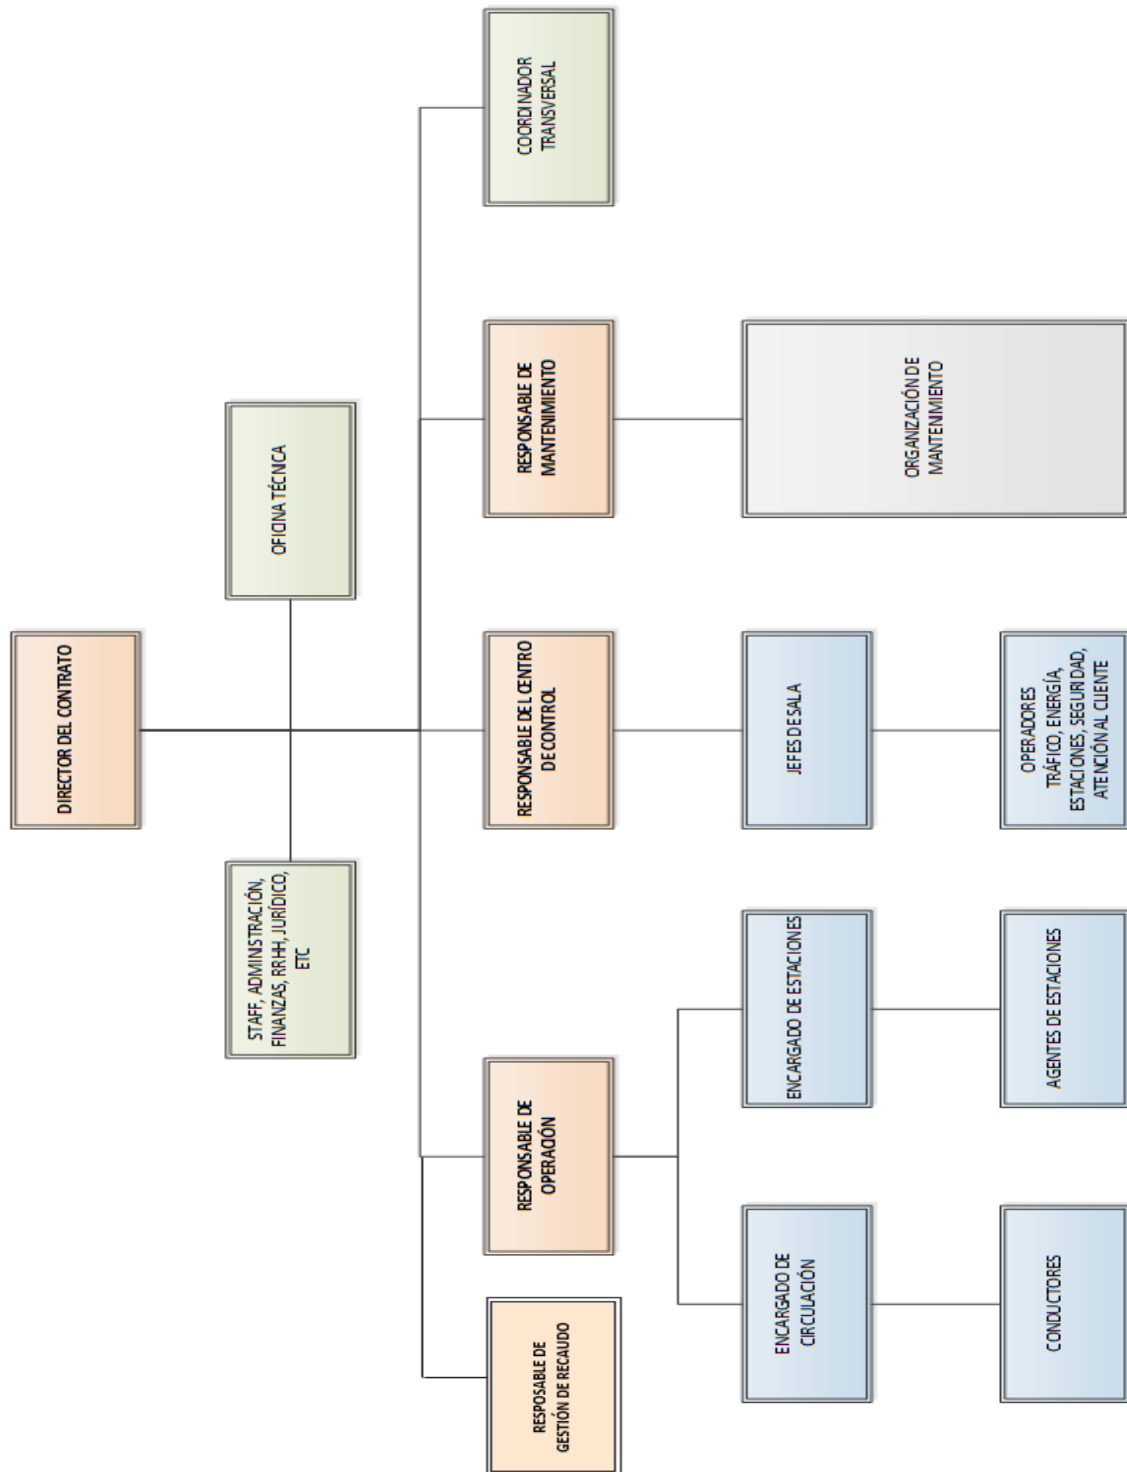 DIRECTOR DEL CONTRATO
STAFF, ADMINISTRACIÓN,
FINANZAS, RRHH, JURÍDICO,
ETC
OFICINA TÉCNICA
RESPOSABLE DE
GESTIÓN DE RECAUDO
RESPONSABLE DE
OPERACIÓN
RESPONSABLE DEL CENTRO
DE CONTROL
RESPONSABLE DE
MANTENIMIENTO
COORDINADOR
TRANSVERSAL
ENCARGADO DE
CIRCULACIÓN
ENCARGADO DE ESTACIONES
JEFES DE SALA
ORGANIZACIÓN DE
MANTENIMIENTO
CONDUCTORES
AGENTES DE ESTACIONES
OPERADORES
TRÁFICO, ENERGÍA,
ESTACIONES, SEGURIDAD,
ATENCIÓN AL CLIENTE